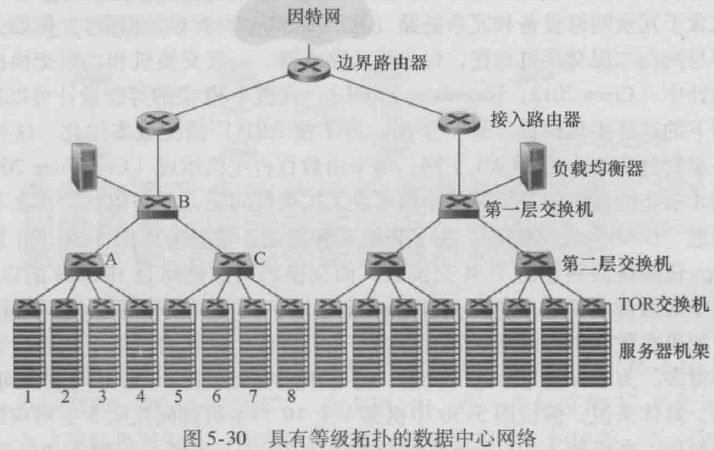 因特网
边界路由器
接入路由器
负载均衡器
B
第一层交换机
A
C
第二层交换机
TOR交换机
服务器机架
1 2 3 4 5 6 7 8
图5-30 具有等级拓扑的数据中心网络